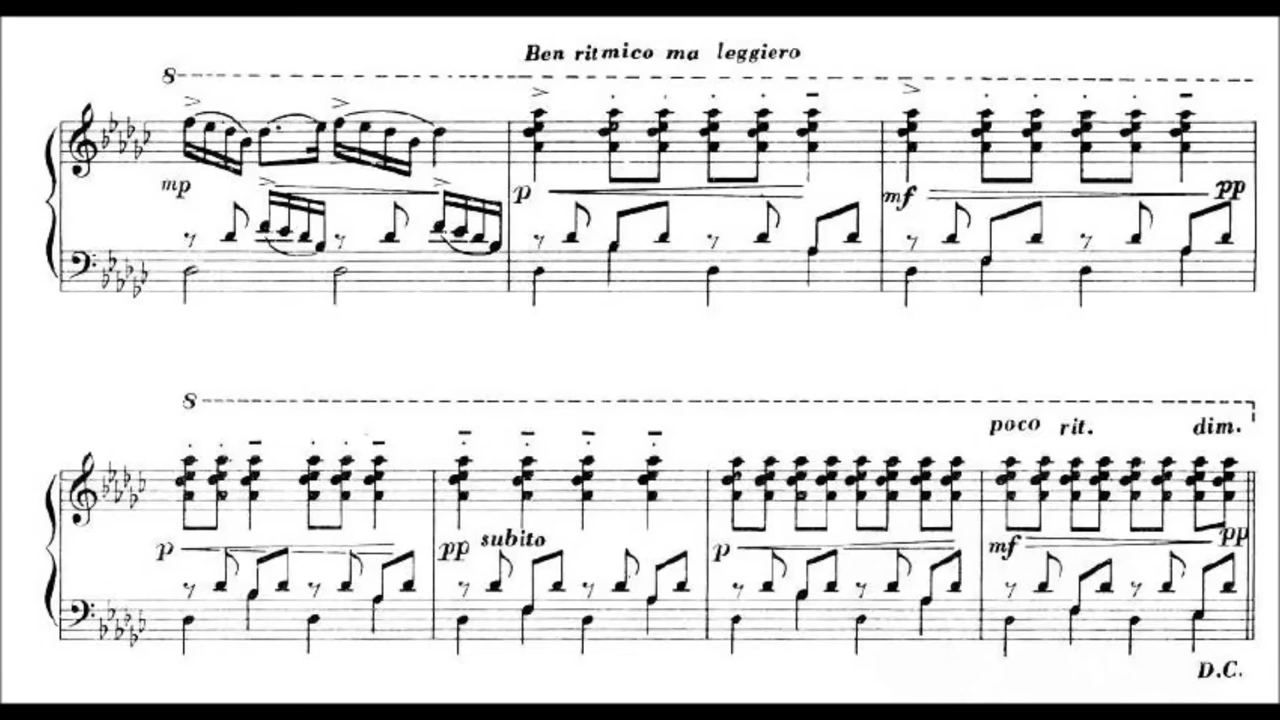 Ben ritmico ma leggiero
8
mp p mf pp
8
poco rit. dim.
p pp subito p mf pp
D.C.